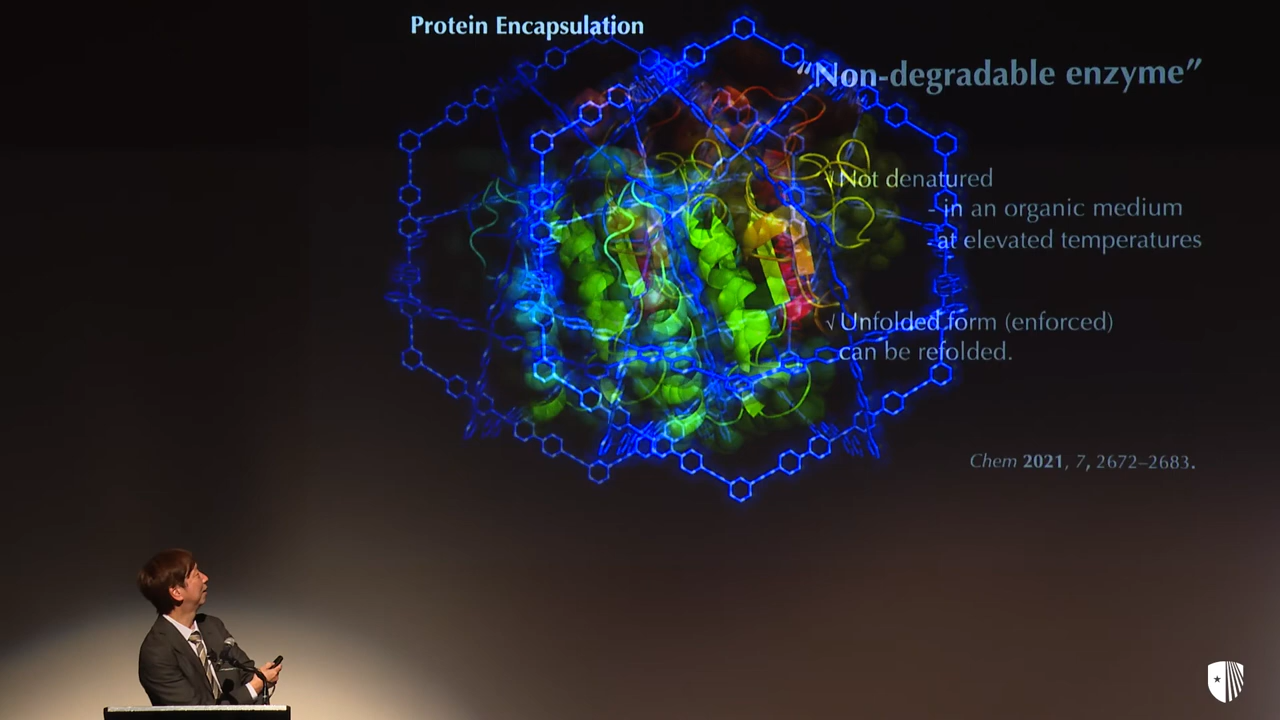 Protein Encapsulation
“Non-degradable enzyme”
√ Not denatured
- in an organic medium
- at elevated temperatures
√ Unfolded form (enforced)
can be refolded.
Chem 2021, 7, 2672–2683.